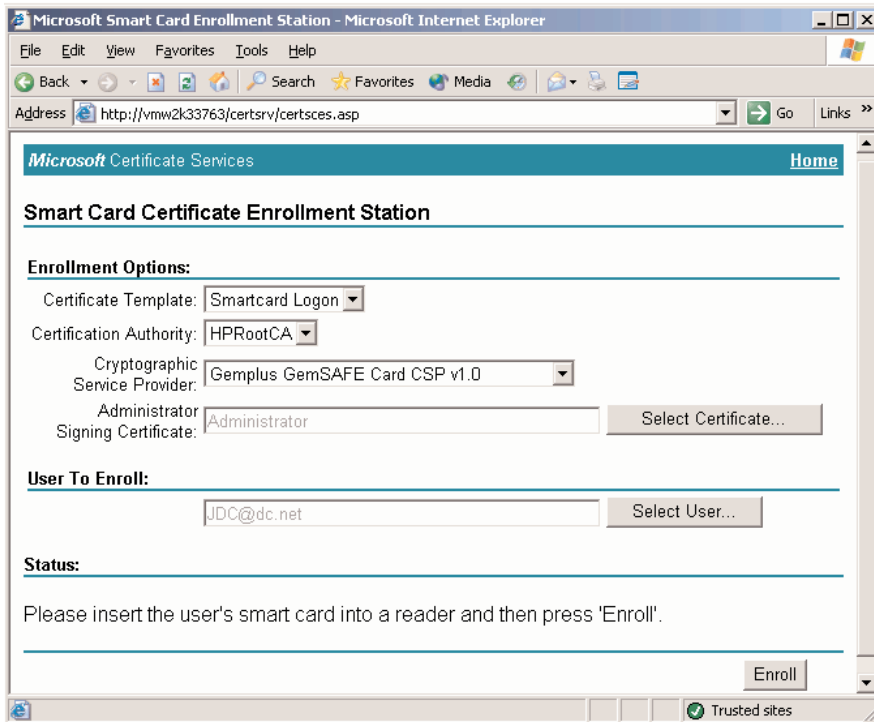 Microsoft Smart Card Enrollment Station - Microsoft Internet Explorer
File Edit View Favorites Tools Help
Back Search Favorites Media
Address http://vmw2k33763/certsrv/certsces.asp Go Links »
Microsoft Certificate Services Home
Smart Card Certificate Enrollment Station
Enrollment Options:
Certificate Template: Smartcard Logon
Certification Authority: HPRootCA
Cryptographic
Service Provider: Gemplus GemSAFE Card CSP v1.0
Administrator
Signing Certificate: Administrator Select Certificate...
User To Enroll:
JDC@dc.net Select User...
Status:
Please insert the user's smart card into a reader and then press 'Enroll'.
Enroll
Trusted sites